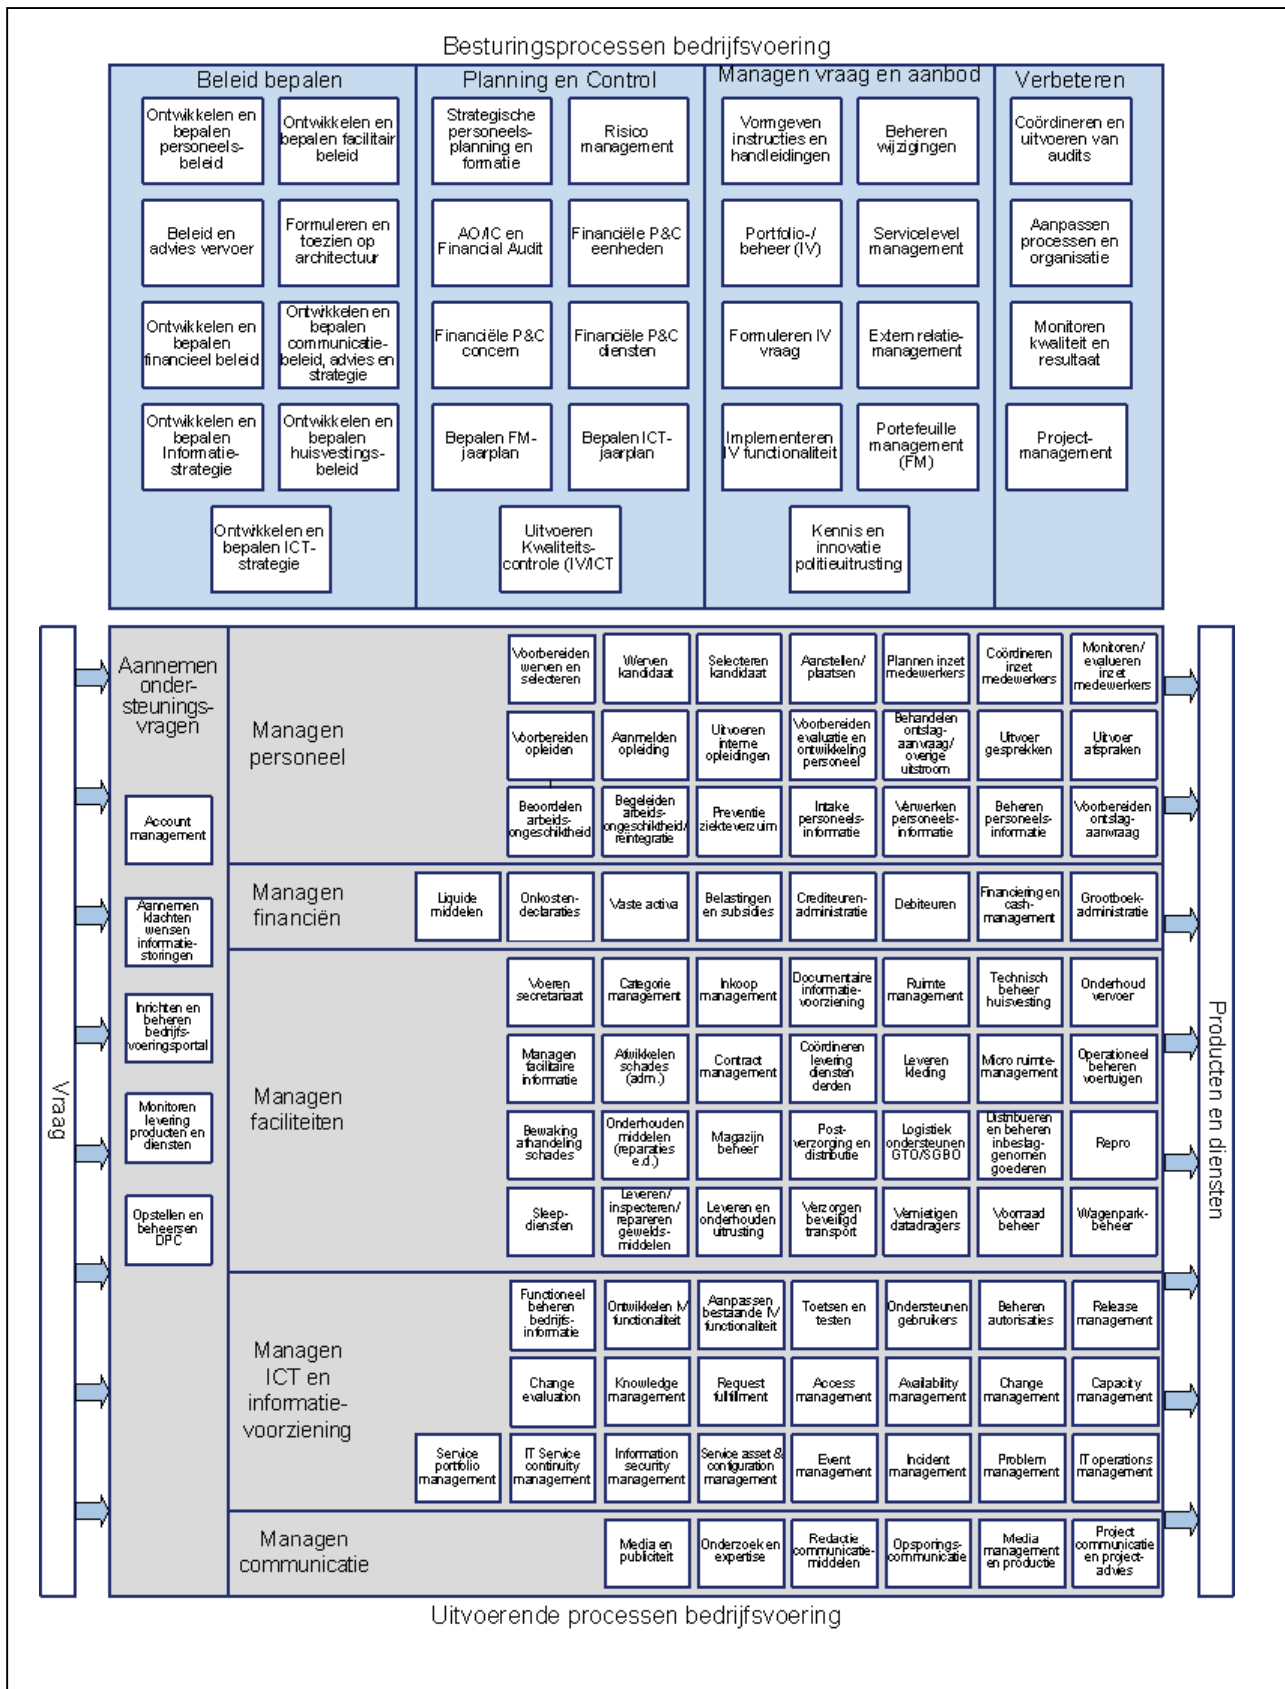 Besturingsprocessen bedrijfsvoering
Beleid bepalen
Ontwikkelen en
bepalen
personeels-
beleid
Ontwikkelen en
bepalen facilitair
beleid
Beleid en
advies vervoer
Formuleren en
toezien op
architectuur
Ontwikkelen en
bepalen
financieel beleid
Ontwikkelen en
bepalen
communicatie-
beleid, advies en
strategie
Ontwikkelen en
bepalen
Informatie-
strategie
Ontwikkelen en
bepalen
huisvestings-
beleid
Ontwikkelen en
bepalen ICT-
strategie
Planning en Control
Strategische
personeels-
planning en
formatie
Risico
management
AO/IC en
Financial Audit
Financiële P&C
eenheden
Financiële P&C
concern
Financiële P&C
diensten
Bepalen FM-
jaarplan
Bepalen ICT-
jaarplan
Uitvoeren
Kwaliteits-
controle (IV/ICT
Managen vraag en aanbod
Vormgeven
instructies en
handleidingen
Beheren
wijzigingen
Portfolio-/
beheer (IV)
Servicelevel
management
Formuleren IV
vraag
Extern relatie-
management
Implementeren
IV functionaliteit
Portefeuille
management
(FM)
Kennis en
innovatie
politieuitrusting
Verbeteren
Coördineren en
uitvoeren van
audits
Aanpassen
processen en
organisatie
Monitoren
kwaliteit en
resultaat
Project-
management
Vraag
Aannemen
onder-
steunings-
vragen
Account
management
Aannemen
klachten
wensen
informatie-
storingen
Inrichten en
beheren
bedrijfs-
voeringsportal
Monitoren
levering
producten en
diensten
Opstellen en
beheersen
DPC
Managen
personeel
Voorbereiden
werven en
selecteren
Werven
kandidaat
Selecteren
kandidaat
Aanstellen/
plaatsen
Plannen inzet
medewerkers
Coördineren
inzet
medewerkers
Monitoren/
evalueren
inzet
medewerkers
Voorbereiden
opleiden
Aanmelden
opleiding
Uitvoeren
interne
opleidingen
Voorbereiden
evaluatie en
ontwikkeling
personeel
Behandelen
ontslag-
aanvraag/
overige
uitstroom
Uitvoer
gesprekken
Uitvoer
afspraken
Beoordelen
arbeids-
ongeschiktheid
Begeleiden
arbeids-
ongeschiktheid/
reïntegratie
Preventie
ziekteverzuim
Intake
personeels-
informatie
Verwerken
personeels-
informatie
Beheren
personeels-
informatie
Voorbereiden
ontslag-
aanvraag
Managen
financiën
Liquide
middelen
Onkosten-
declaraties
Vaste activa
Belastingen
en subsidies
Crediteuren-
administratie
Debiteuren
Financiering en
cash-
management
Grootboek-
administratie
Managen
faciliteiten
Voeren
secretariaat
Categorie
management
Inkoop
management
Documentaire
informatie-
voorziening
Ruimte
management
Technisch
beheer
huisvesting
Onderhoud
vervoer
Managen
facilitaire
informatie
Afwikkelen
schades
(adm.)
Contract
management
Coördineren
levering
diensten
derden
Leveren
kleding
Micro ruimte-
management
Operationeel
beheren
voertuigen
Bewaking
afhandeling
schades
Onderhouden
middelen
(reparaties
e.d.)
Magazijn
beheer
Post-
verzorging en
distributie
Logistiek
ondersteunen
GTO/SGBO
Distribueren
en beheren
inbeslag-
genomen
goederen
Repro
Sleep-
diensten
Leveren/
inspecteren/
repareren
gewelds-
middelen
Leveren en
onderhouden
uitrusting
Verzorgen
beveiligd
transport
Vernietigen
datadragers
Voorraad
beheer
Wagenpark-
beheer
Managen
ICT en
informatie-
voorziening
Functioneel
beheren
bedrijfs-
informatie
Ontwikkelen IV
functionaliteit
Aanpassen
bestaande IV
functionaliteit
Toetsen en
testen
Ondersteunen
gebruikers
Beheren
autorisaties
Release
management
Change
evaluation
Knowledge
management
Request
fullfillment
Access
management
Availability
management
Change
management
Capacity
management
Service
portfolio
management
IT Service
continuity
management
Information
security
management
Service asset &
configuration
management
Event
management
Incident
management
Problem
management
IT operations
management
Managen
communicatie
Media en
publiciteit
Onderzoek en
expertise
Redactie
communicatie-
middelen
Opsporings-
communicatie
Media
management
en productie
Project
communicatie
en project-
advies
Producten en diensten
Uitvoerende processen bedrijfsvoering